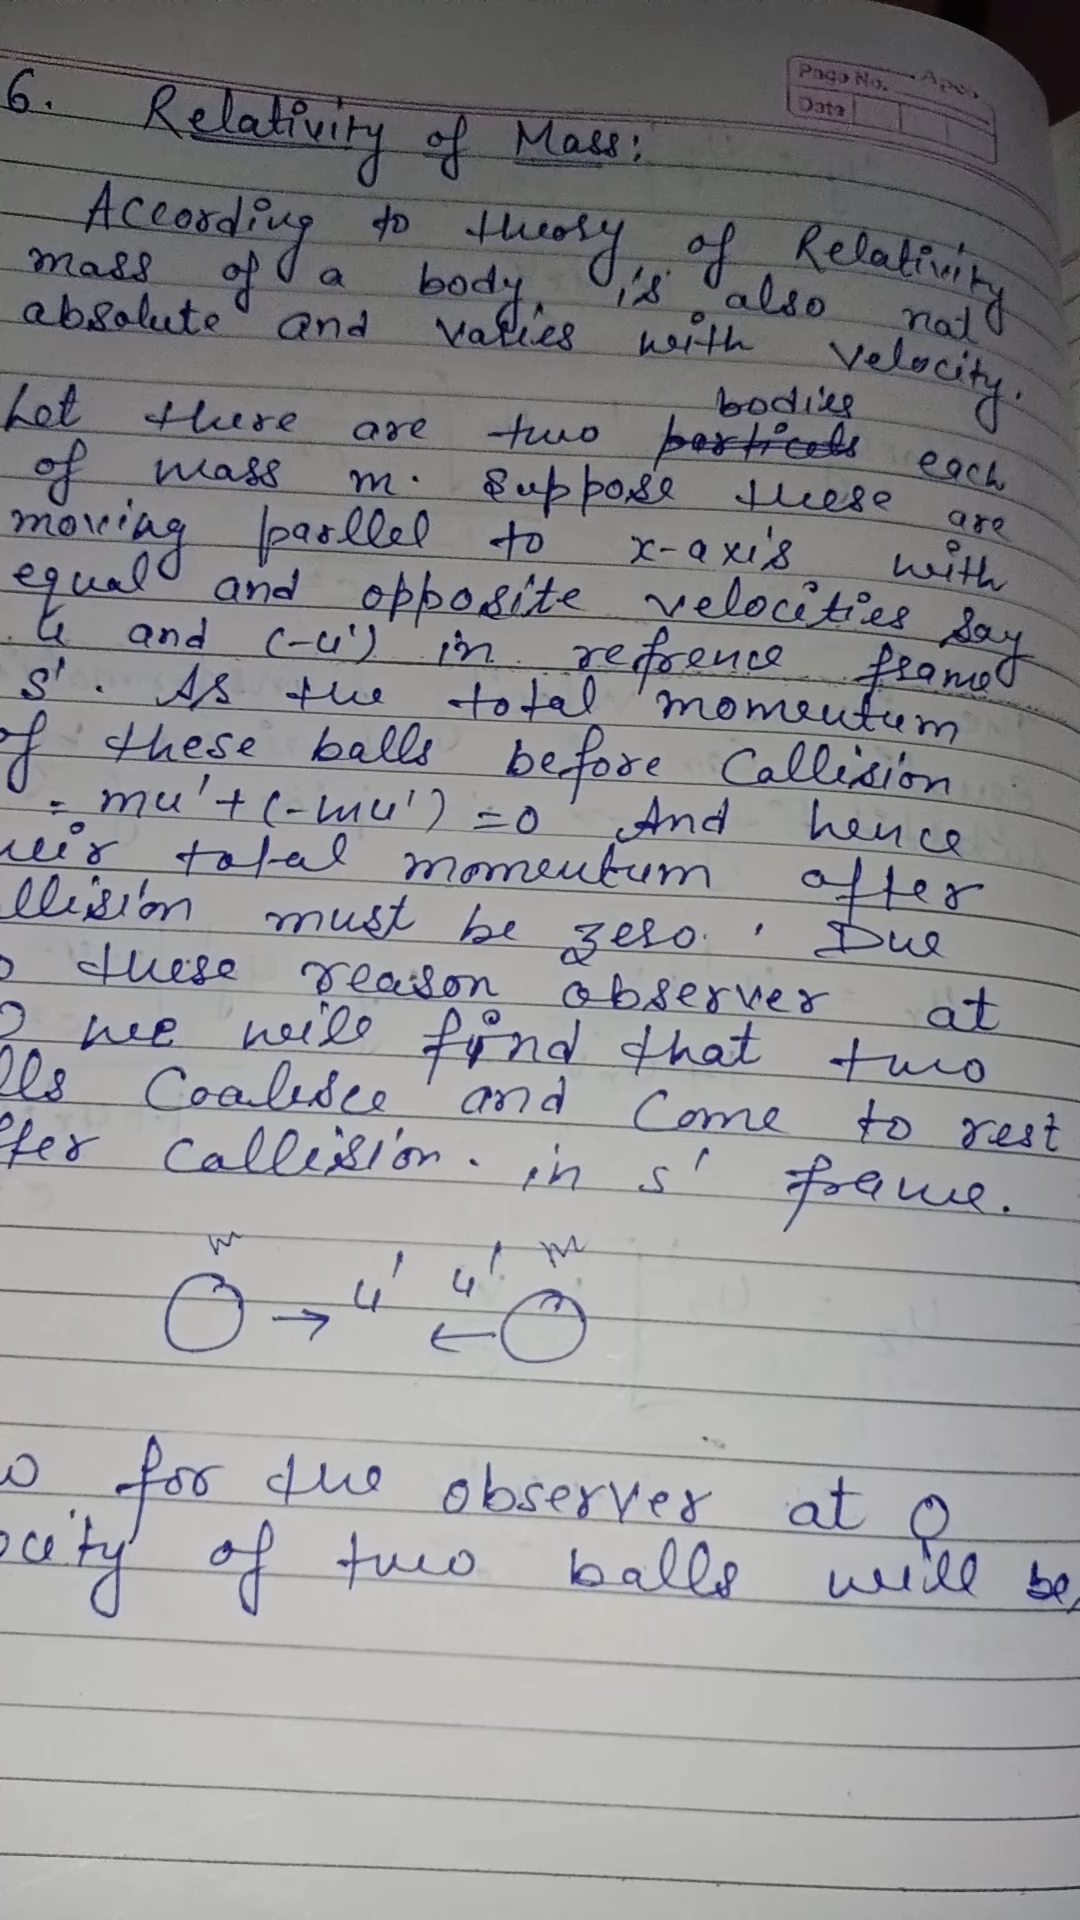 Page No.
Date
6. Relativity of Mass:
According to theory of Relativity
mass of a body is also not
absolute and varies with velocity.
bodies
Let there are two particals each
of mass m. Suppose these are
moving parllel to x-axis with
equal and opposite velocities say
u and (-u') in refrence frame
s'. As the total momentum
of these balls before Collision
= mu' + (-mu') = 0 And hence
eir total momentum after
llision must be zero. Due
o these reason observer at
we will find that two
lls Coalesce and Come to rest
fter Collision. in s' frame.
m m
u' u'
o for the observer at O
ocity of two balls will be,